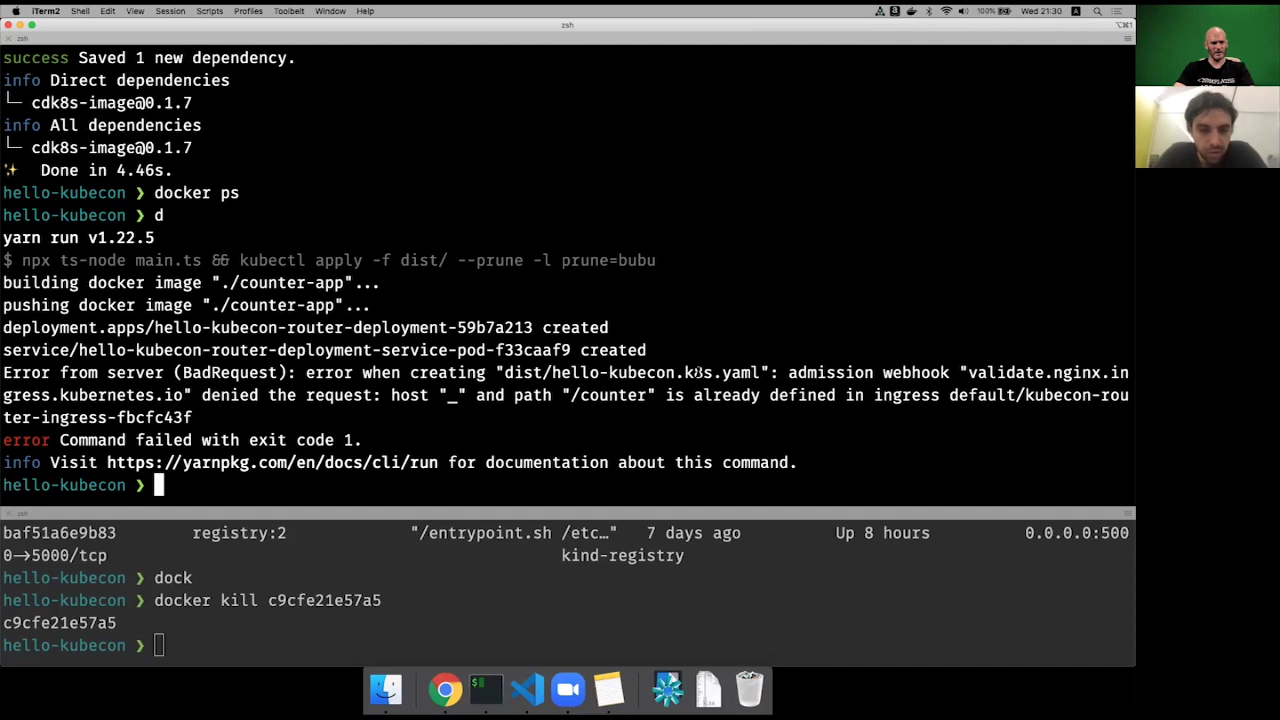 iTerm2 Shell Edit View Session Scripts Profiles Toolbelt Window Help 100% Wed 21:30 A
zsh ⌥⌘1
zsh
success Saved 1 new dependency.
info Direct dependencies
└─ cdk8s-image@0.1.7
info All dependencies
└─ cdk8s-image@0.1.7
✨ Done in 4.46s.
hello-kubecon ❯ docker ps
hello-kubecon ❯ d
yarn run v1.22.5
$ npx ts-node main.ts && kubectl apply -f dist/ --prune -l prune=bubu
building docker image "./counter-app"...
pushing docker image "./counter-app"...
deployment.apps/hello-kubecon-router-deployment-59b7a213 created
service/hello-kubecon-router-deployment-service-pod-f33caaf9 created
Error from server (BadRequest): error when creating "dist/hello-kubecon.k8s.yaml": admission webhook "validate.nginx.in
gress.kubernetes.io" denied the request: host "_" and path "/counter" is already defined in ingress default/kubecon-rou
ter-ingress-fbcfc43f
error Command failed with exit code 1.
info Visit https://yarnpkg.com/en/docs/cli/run for documentation about this command.
hello-kubecon ❯
zsh
baf51a6e9b83 registry:2 "/entrypoint.sh /etc…" 7 days ago Up 8 hours 0.0.0.0:500
0->5000/tcp kind-registry
hello-kubecon ❯ dock
hello-kubecon ❯ docker kill c9cfe21e57a5
c9cfe21e57a5
hello-kubecon ❯